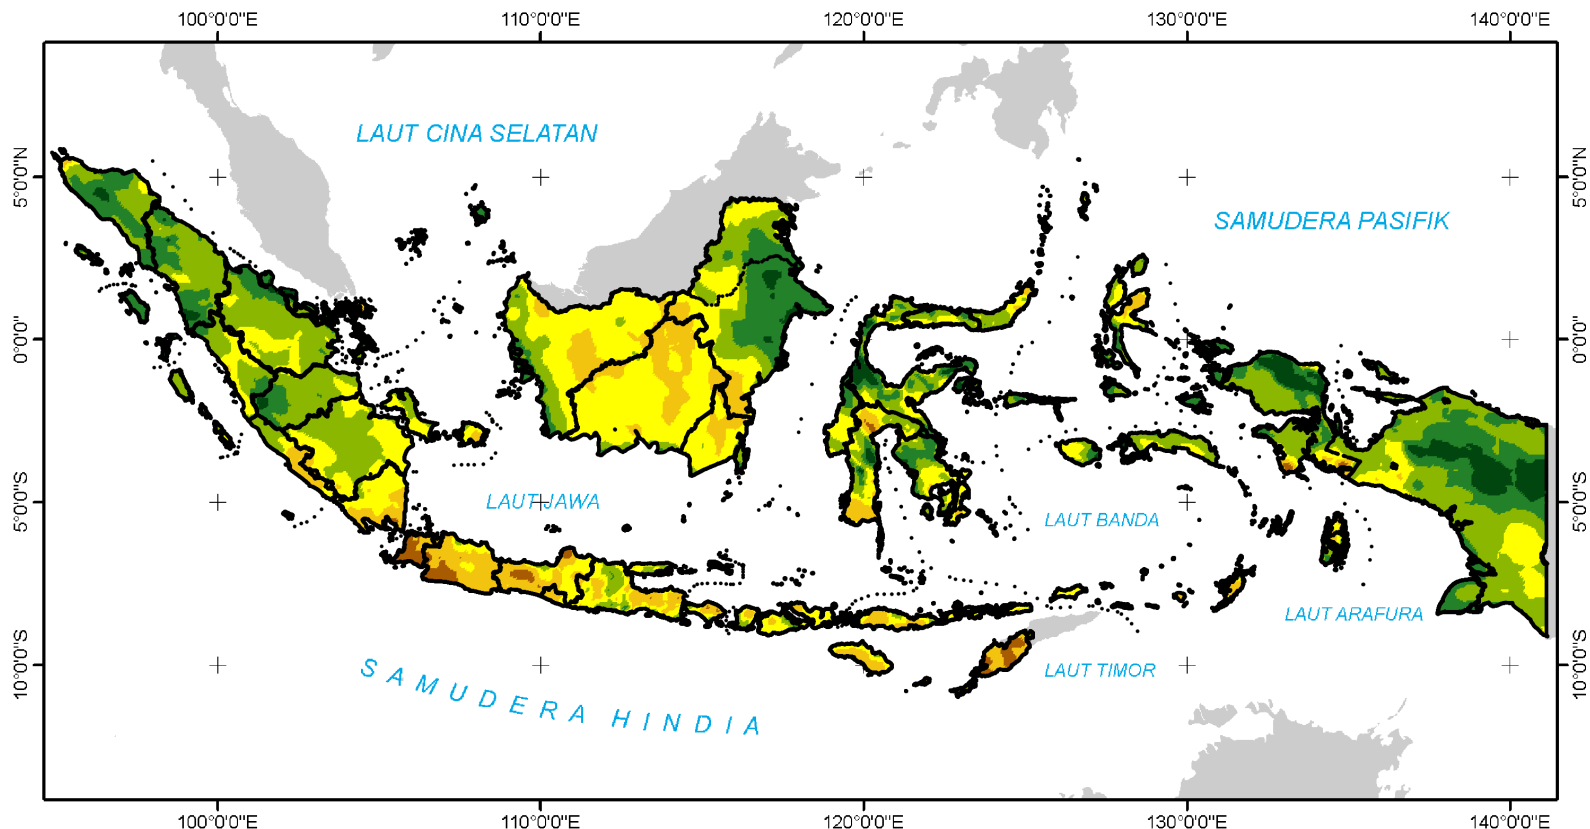 100°0'0"E 110°0'0"E 120°0'0"E 130°0'0"E 140°0'0"E
5°0'0"N 5°0'0"N
LAUT CINA SELATAN
SAMUDERA PASIFIK
0°0'0" 0°0'0"
LAUT JAWA
LAUT BANDA
5°0'0"S 5°0'0"S
LAUT ARAFURA
LAUT TIMOR
10°0'0"S 10°0'0"S
SAMUDERA HINDIA
100°0'0"E 110°0'0"E 120°0'0"E 130°0'0"E 140°0'0"E